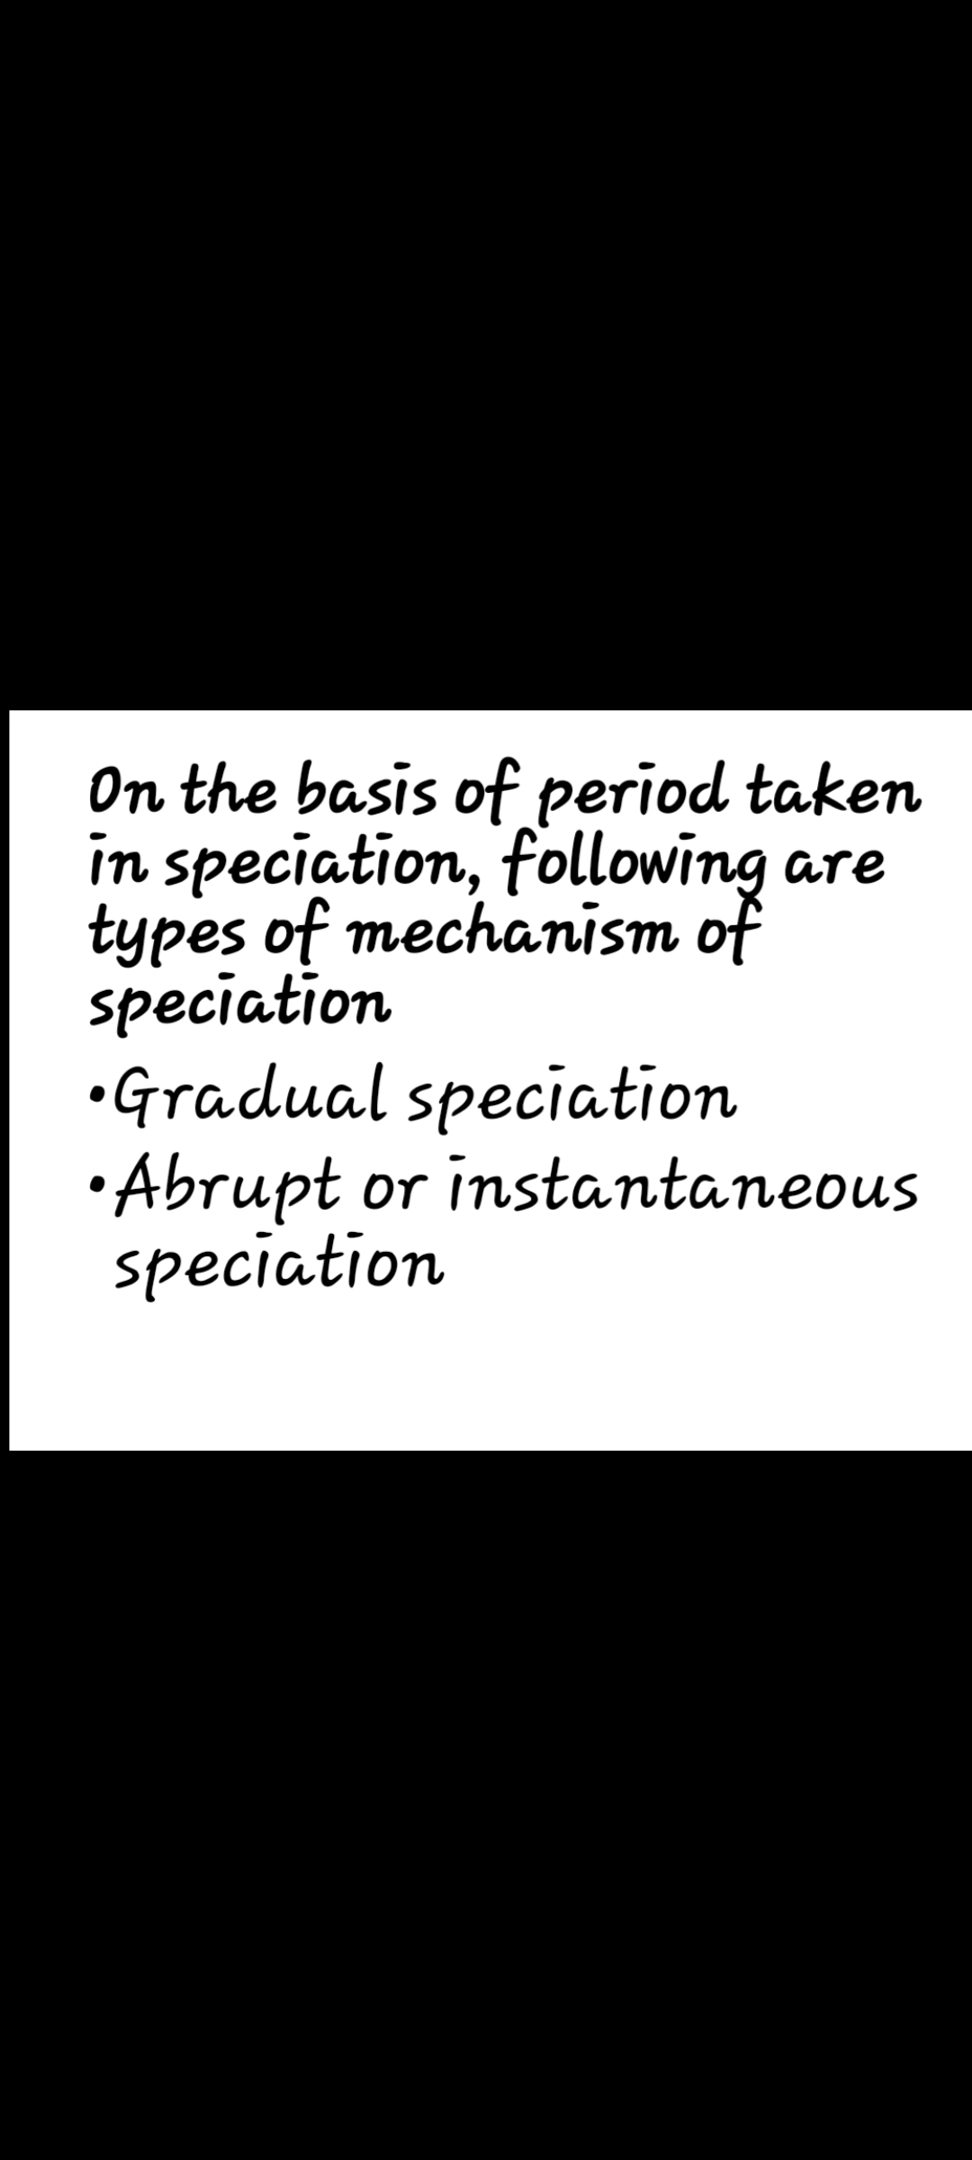 On the basis of period taken
in speciation, following are
types of mechanism of
speciation
•Gradual speciation
•Abrupt or instantaneous
speciation